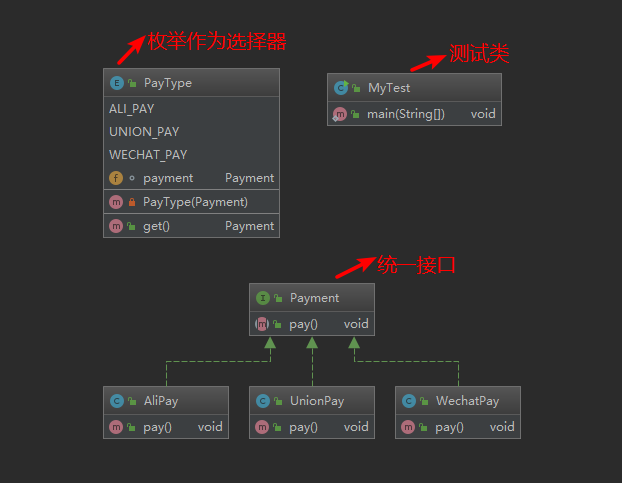 枚举作为选择器
测试类
E PayType
ALI_PAY
UNION_PAY
WECHAT_PAY
f payment Payment
m PayType(Payment)
m get() Payment
C MyTest
m main(String[]) void
统一接口
I Payment
m pay() void
C AliPay
m pay() void
C UnionPay
m pay() void
C WechatPay
m pay() void